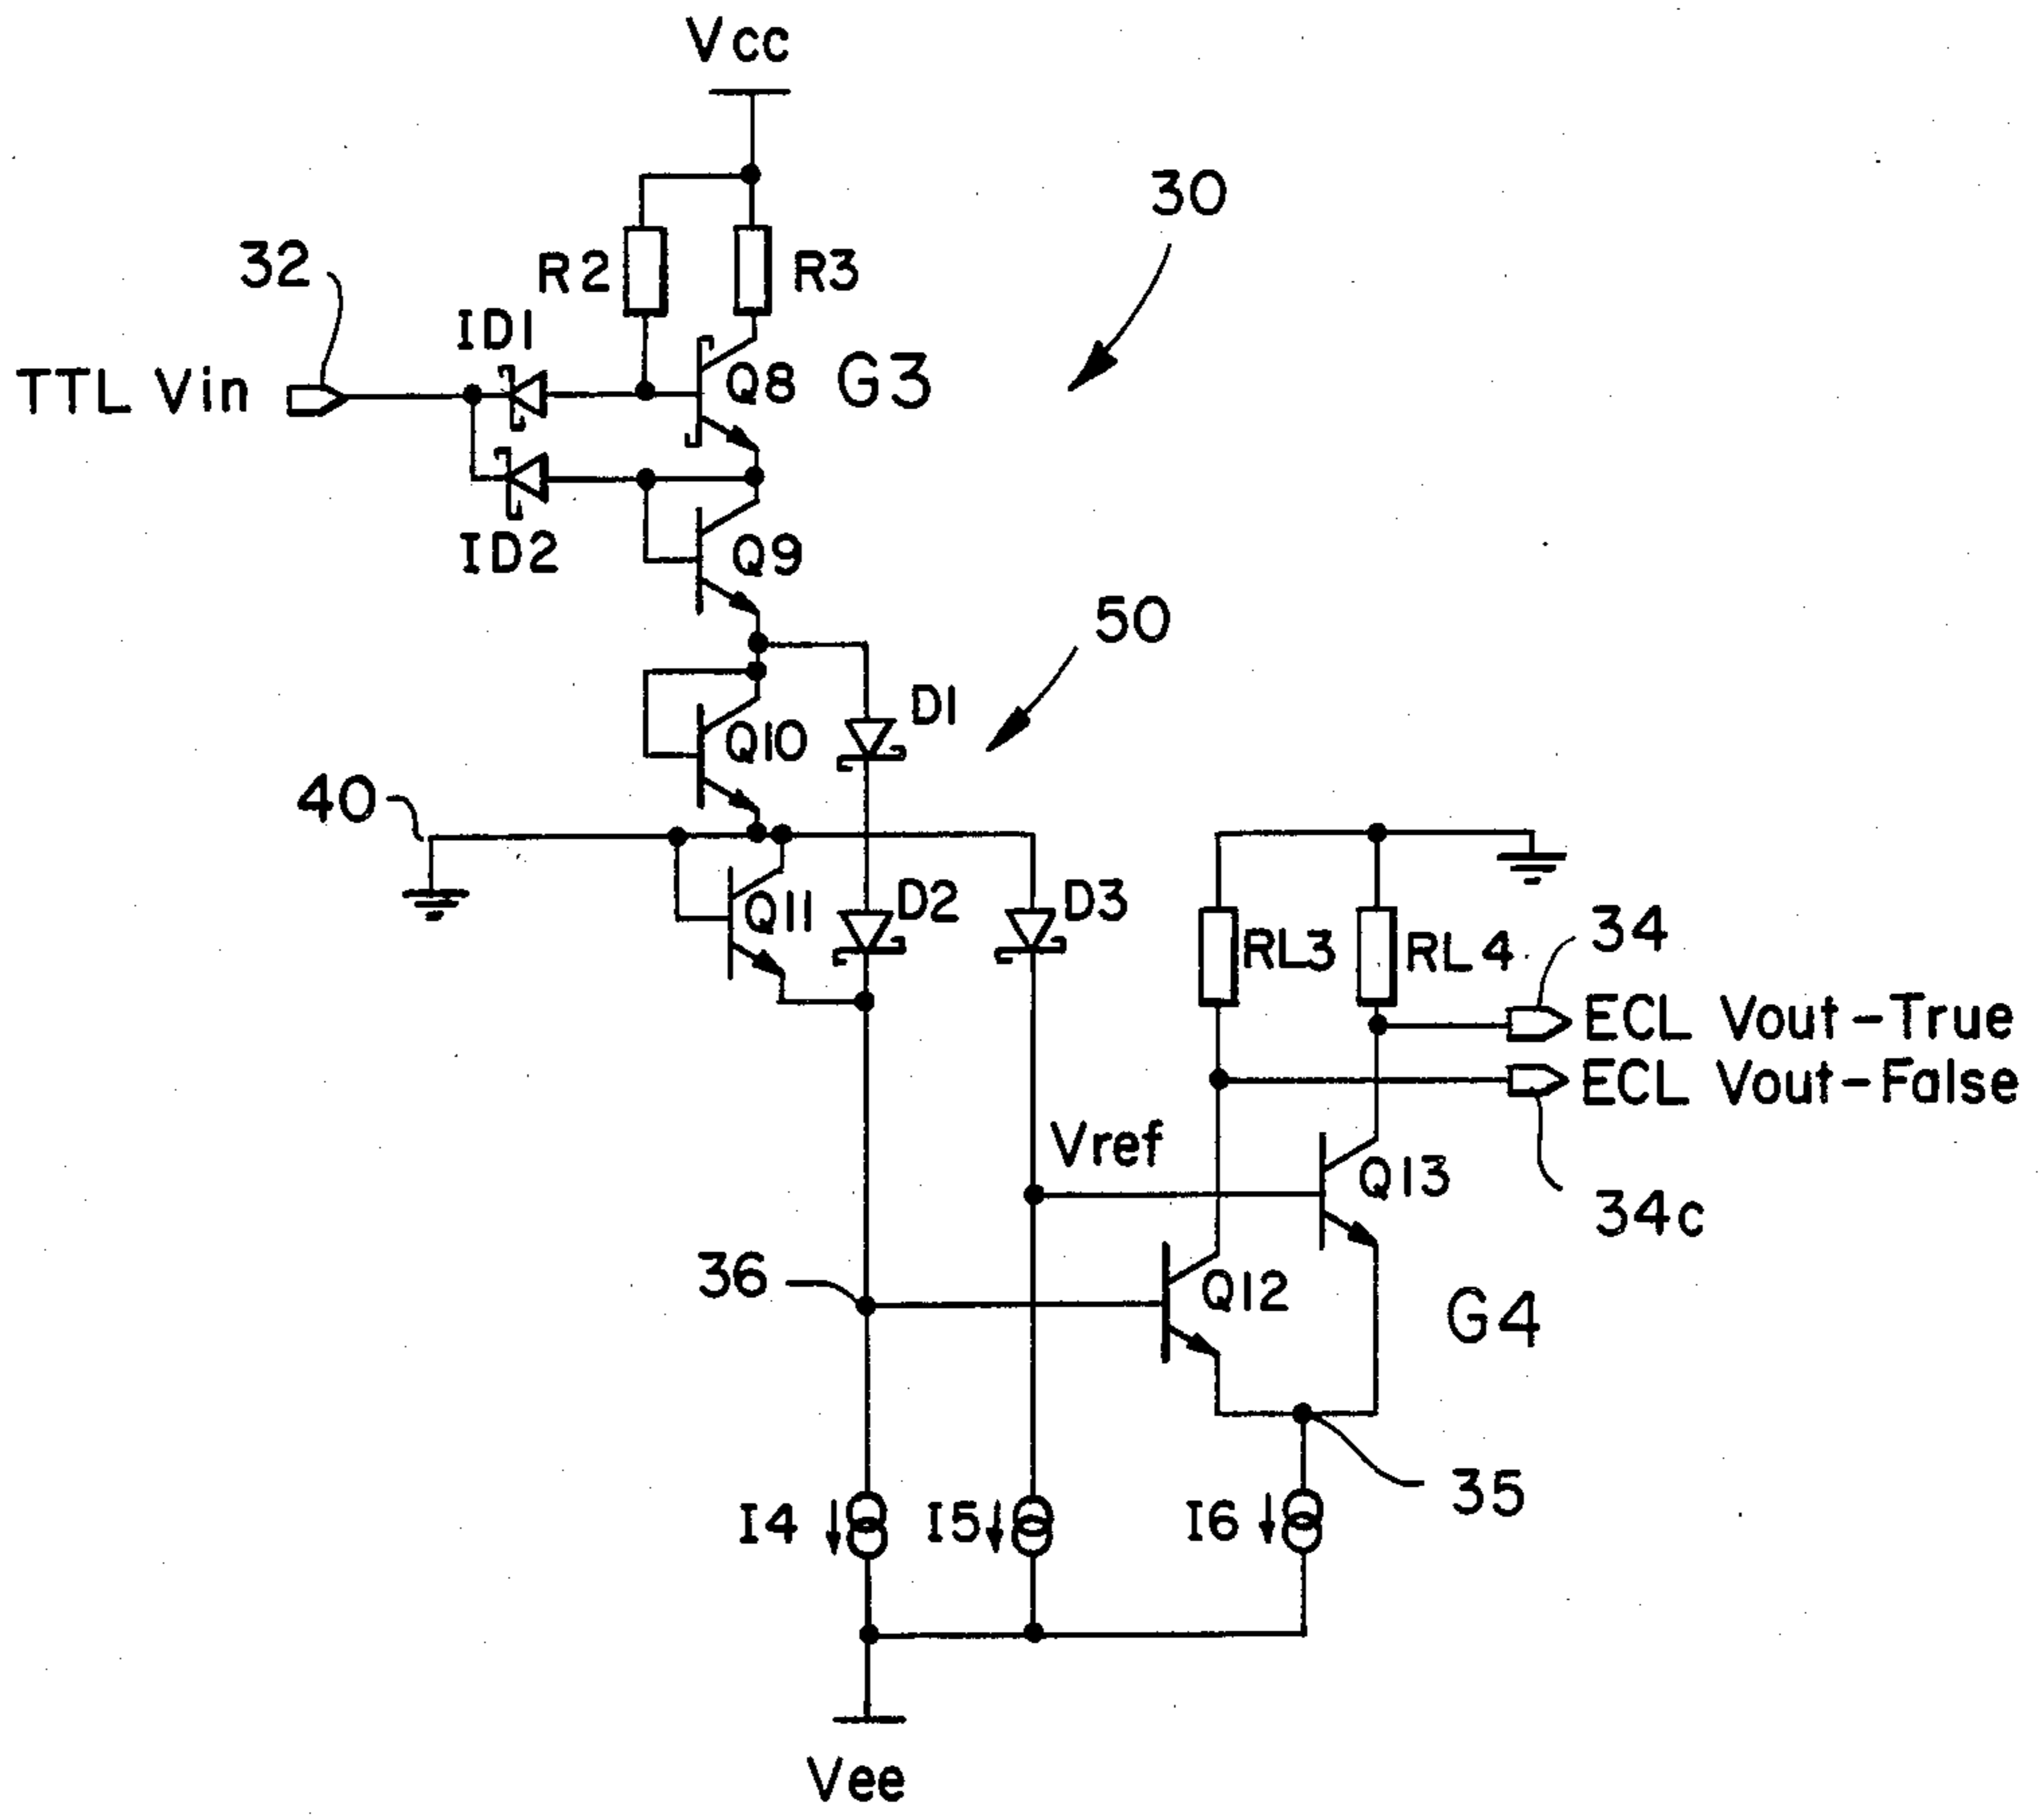 Vcc
30
32
R2
R3
ID1
TTL Vin
Q8
G3
ID2
Q9
50
D1
Q10
40
Q11
D2
D3
34
RL3
RL4
ECL Vout-True
ECL Vout-False
Vref
Q13
34c
36
Q12
G4
35
I4
I5
I6
Vee